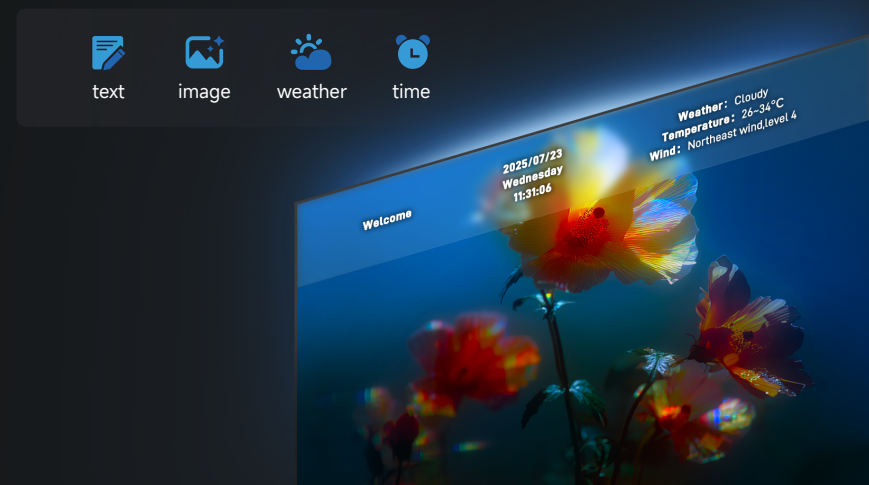 text
image
weather
time
Welcome
2025/07/23
Wednesday
11:31:06
Weather: Cloudy
Temperature: 26~34°C
Wind: Northeast wind,level 4